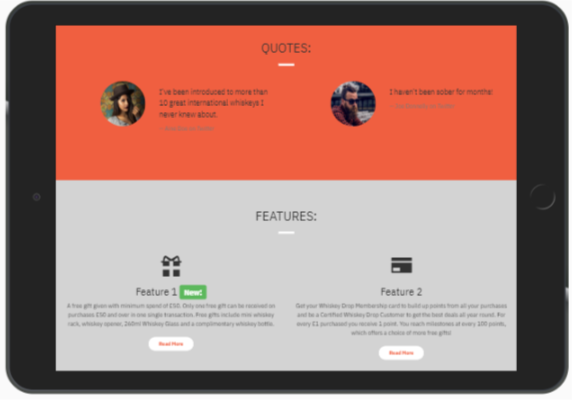 QUOTES:
I've been introduced to more than
10 great international whiskeys I
never knew about.
I haven't been sober for months!
FEATURES:
Feature 1 New!
A free gift given with minimum spend of £50. Only one free gift can be received on
purchases £50 and over in one single transaction. Free gifts include mini whiskey
rack, whiskey opener, 260ml Whiskey Glass and a complimentary whiskey bottle.
Read More
Feature 2
Get your Whiskey Drop Membership card to build up points from all your purchases
and be a Certified Whiskey Drop Customer to get the best deals all year round. For
every £1 purchased you receive 1 point. You reach milestones at every 100 points,
which offers a choice of more free gifts!
Read More